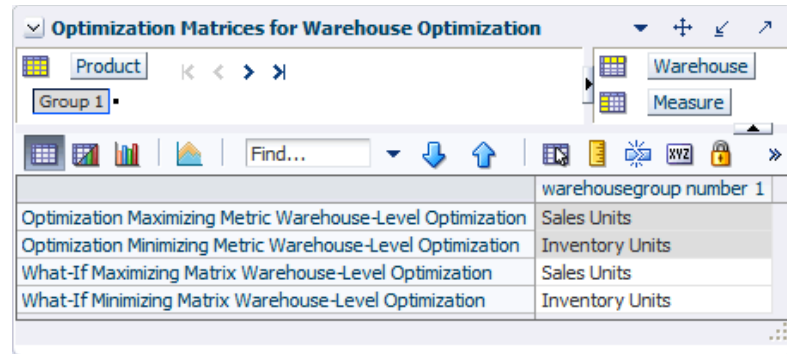 Optimization Matrices for Warehouse Optimization
Product
Warehouse
Group 1
Measure
Find...
XYZ
warehousegroup number 1
Optimization Maximizing Metric Warehouse-Level Optimization Sales Units
Optimization Minimizing Metric Warehouse-Level Optimization Inventory Units
What-If Maximizing Matrix Warehouse-Level Optimization Sales Units
What-If Minimizing Matrix Warehouse-Level Optimization Inventory Units